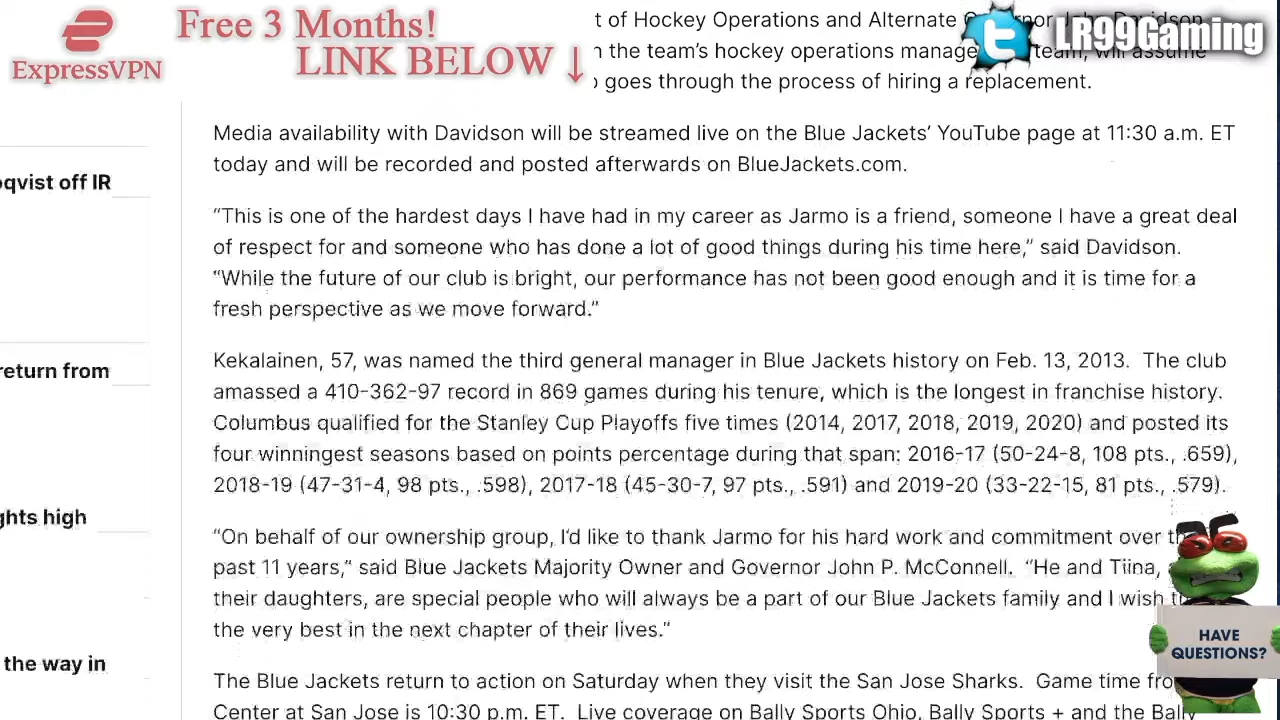 Free 3 Months!
LINK BELOW ↓
ExpressVPN
LR99Gaming
t of Hockey Operations and Alternate
n the team's hockey operations manage team, will assume
o goes through the process of hiring a replacement.
Media availability with Davidson will be streamed live on the Blue Jackets' YouTube page at 11:30 a.m. ET
today and will be recorded and posted afterwards on BlueJackets.com.
"This is one of the hardest days I have had in my career as Jarmo is a friend, someone I have a great deal
of respect for and someone who has done a lot of good things during his time here," said Davidson.
"While the future of our club is bright, our performance has not been good enough and it is time for a
fresh perspective as we move forward."
Kekalainen, 57, was named the third general manager in Blue Jackets history on Feb. 13, 2013. The club
amassed a 410-362-97 record in 869 games during his tenure, which is the longest in franchise history.
Columbus qualified for the Stanley Cup Playoffs five times (2014, 2017, 2018, 2019, 2020) and posted its
four winningest seasons based on points percentage during that span: 2016-17 (50-24-8, 108 pts., .659),
2018-19 (47-31-4, 98 pts., .598), 2017-18 (45-30-7, 97 pts., .591) and 2019-20 (33-22-15, 81 pts., .579).
"On behalf of our ownership group, I'd like to thank Jarmo for his hard work and commitment over th
past 11 years," said Blue Jackets Majority Owner and Governor John P. McConnell. "He and Tiina,
their daughters, are special people who will always be a part of our Blue Jackets family and I wish
the very best in the next chapter of their lives."
The Blue Jackets return to action on Saturday when they visit the San Jose Sharks. Game time fro
Center at San Jose is 10:30 p.m. ET. Live coverage on Bally Sports Ohio, Bally Sports + and the Bally
oqvist off IR
return from
ghts high
the way in
HAVE
QUESTIONS?